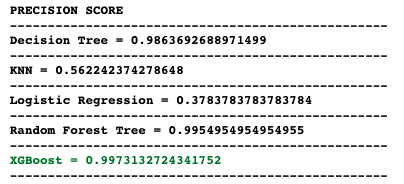 PRECISION SCORE
------------------------------------------
Decision Tree = 0.9863692688971499
------------------------------------------
KNN = 0.562242374278648
------------------------------------------
Logistic Regression = 0.3783783783783784
------------------------------------------
Random Forest Tree = 0.9954954954954955
------------------------------------------
XGBoost = 0.9973132724341752
------------------------------------------